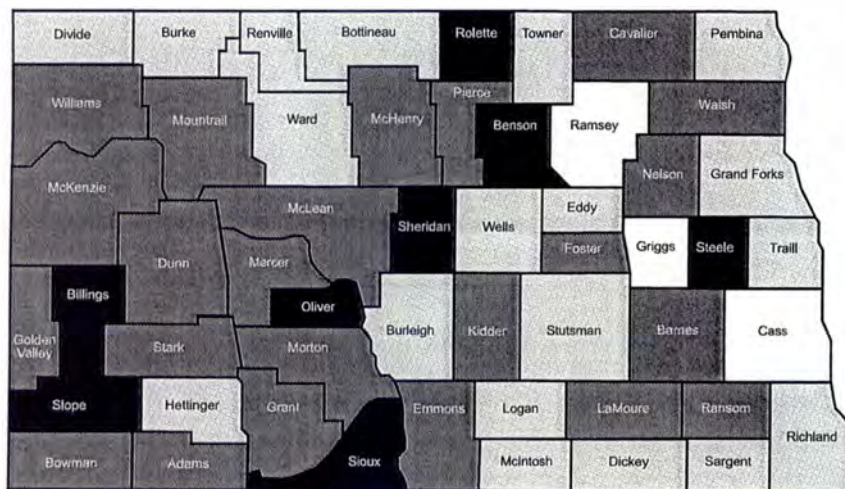 Divide
Burke
Renville
Bottineau
Rolette
Towner
Cavalier
Pembina
Williams
Mountrail
Ward
McHenry
Pierce
Benson
Ramsey
Walsh
McKenzie
McLean
Sheridan
Wells
Eddy
Nelson
Grand Forks
Dunn
Mercer
Foster
Griggs
Steele
Traill
Billings
Oliver
Golden
Valley
Stark
Morton
Burleigh
Kidder
Stutsman
Barnes
Cass
Slope
Hettinger
Grant
Emmons
Logan
LaMoure
Ransom
Richland
Bowman
Adams
Sioux
McIntosh
Dickey
Sargent